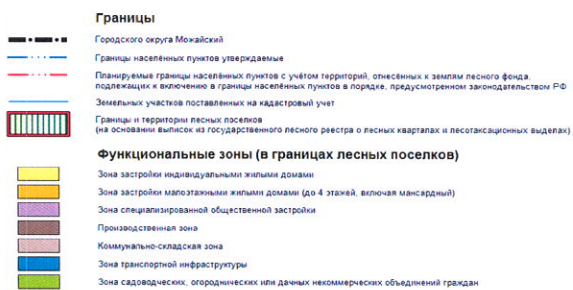 Границы
Городского округа Можайский
Границы населённых пунктов утверждаемые
Планируемые границы населённых пунктов с учётом территорий, отнесённых к землям лесного фонда,
подлежащих к включению в границы населённых пунктов в порядке, предусмотренном законодательством РФ
Земельных участков поставленных на кадастровый учет
Границы и территории лесных поселков
(на основании выписок из государственного лесного реестра о лесных кварталах и лесотаксационных выделах)
Функциональные зоны (в границах лесных поселков)
Зона застройки индивидуальными жилыми домами
Зона застройки малоэтажными жилыми домами (до 4 этажей, включая мансардный)
Зона специализированной общественной застройки
Производственная зона
Коммунально-складская зона
Зона транспортной инфраструктуры
Зона садоводческих, огороднических или дачных некоммерческих объединений граждан